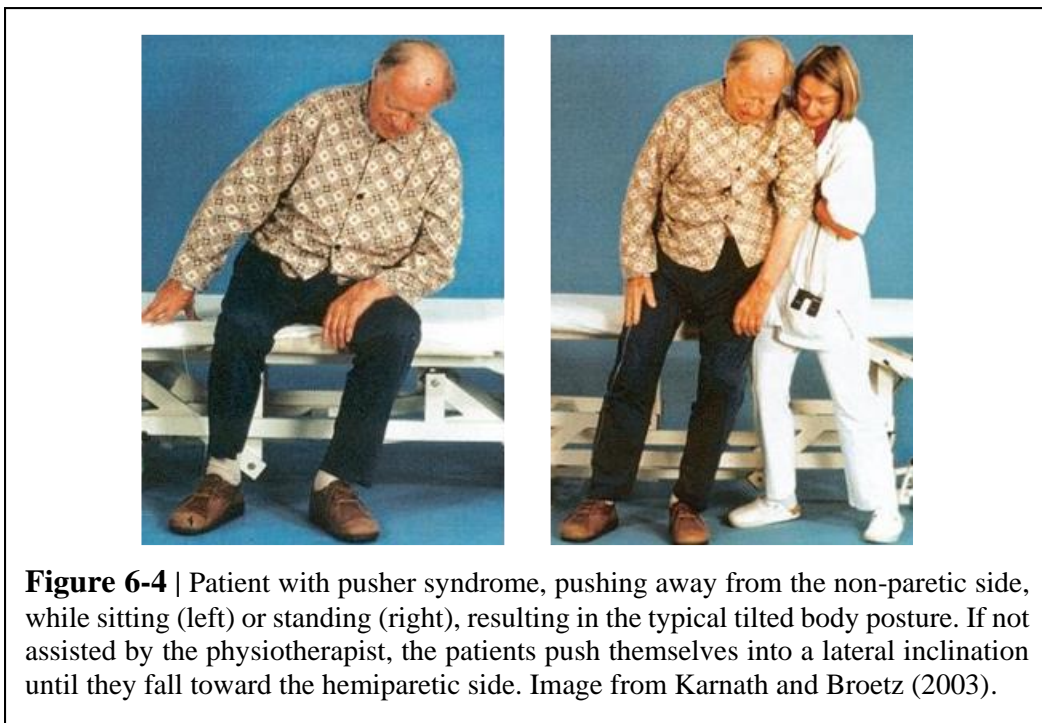 Figure 6-4 | Patient with pusher syndrome, pushing away from the non-paretic side,
while sitting (left) or standing (right), resulting in the typical tilted body posture. If not
assisted by the physiotherapist, the patients push themselves into a lateral inclination
until they fall toward the hemiparetic side. Image from Karnath and Broetz (2003).